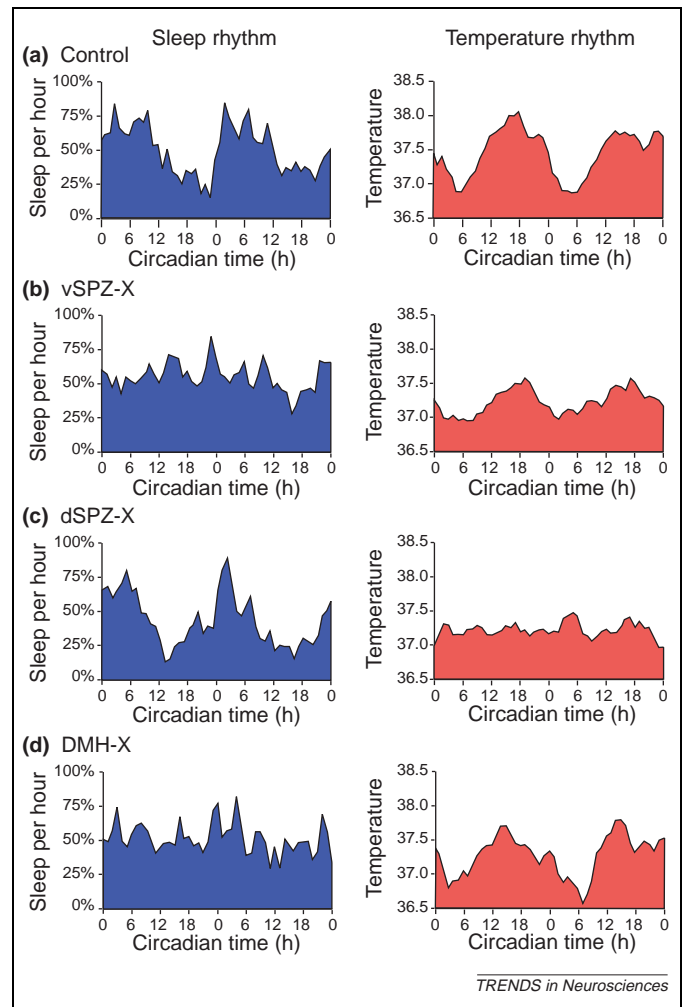 Sleep rhythm Temperature rhythm
(a) Control
Sleep per hour
100%
75%
50%
25%
0%
0 6 12 18 0 6 12 18 0
Circadian time (h)
Temperature
38.5
38.0
37.5
37.0
36.5
0 6 12 18 0 6 12 18 0
Circadian time (h)
(b) vSPZ-X
Sleep per hour
100%
75%
50%
25%
0%
0 6 12 18 0 6 12 18 0
Circadian time (h)
Temperature
38.5
38.0
37.5
37.0
36.5
0 6 12 18 0 6 12 18 0
Circadian time (h)
(c) dSPZ-X
Sleep per hour
100%
75%
50%
25%
0%
0 6 12 18 0 6 12 18 0
Circadian time (h)
Temperature
38.5
38.0
37.5
37.0
36.5
0 6 12 18 0 6 12 18 0
Circadian time (h)
(d) DMH-X
Sleep per hour
100%
75%
50%
25%
0%
0 6 12 18 0 6 12 18 0
Circadian time (h)
Temperature
38.5
38.0
37.5
37.0
36.5
0 6 12 18 0 6 12 18 0
Circadian time (h)
TRENDS in Neurosciences